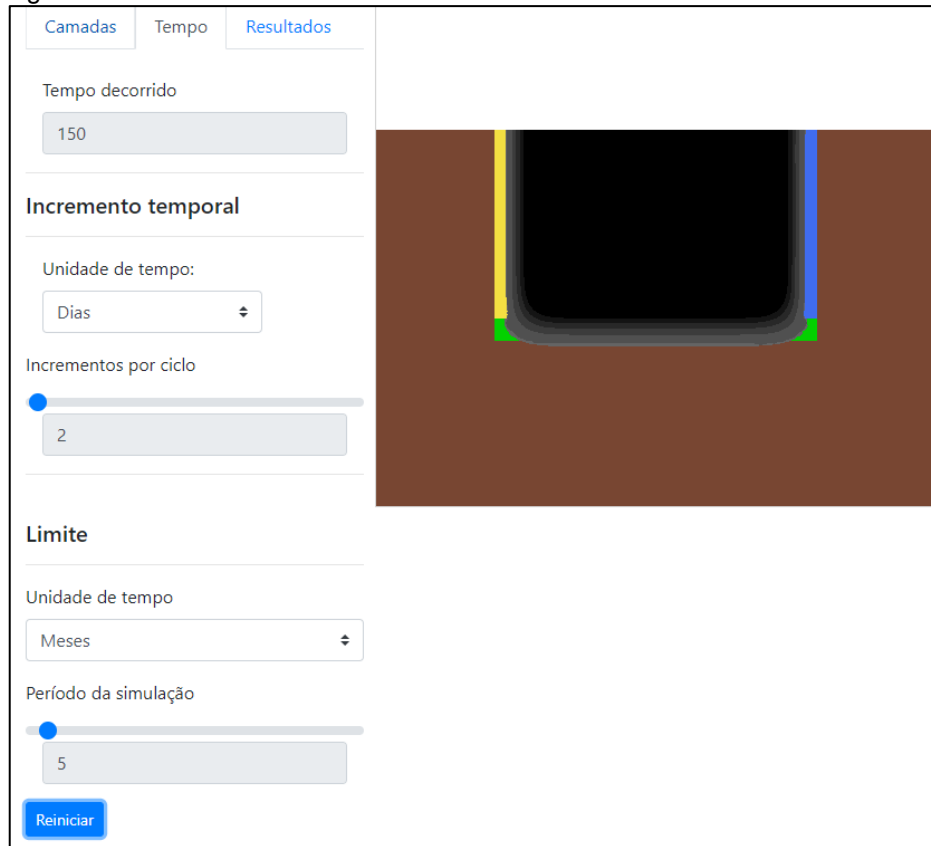 Camadas Tempo Resultados
Tempo decorrido
150
Incremento temporal
Unidade de tempo:
Dias
Incrementos por ciclo
2
Limite
Unidade de tempo
Meses
Período da simulação
5
Reiniciar